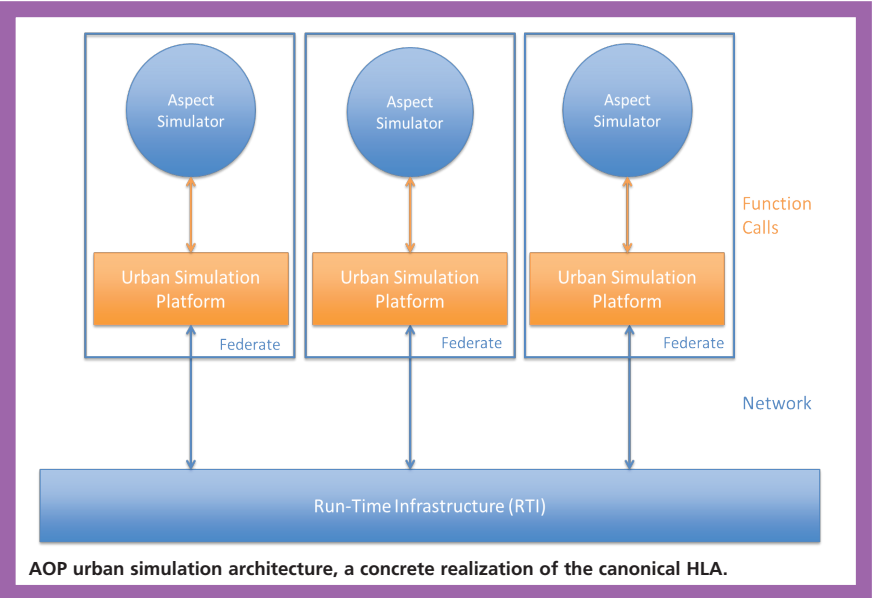 Aspect
Simulator
Aspect
Simulator
Aspect
Simulator
Function
Calls
Urban Simulation
Platform
Urban Simulation
Platform
Urban Simulation
Platform
Federate
Federate
Federate
Network
Run-Time Infrastructure (RTI)
AOP urban simulation architecture, a concrete realization of the canonical HLA.